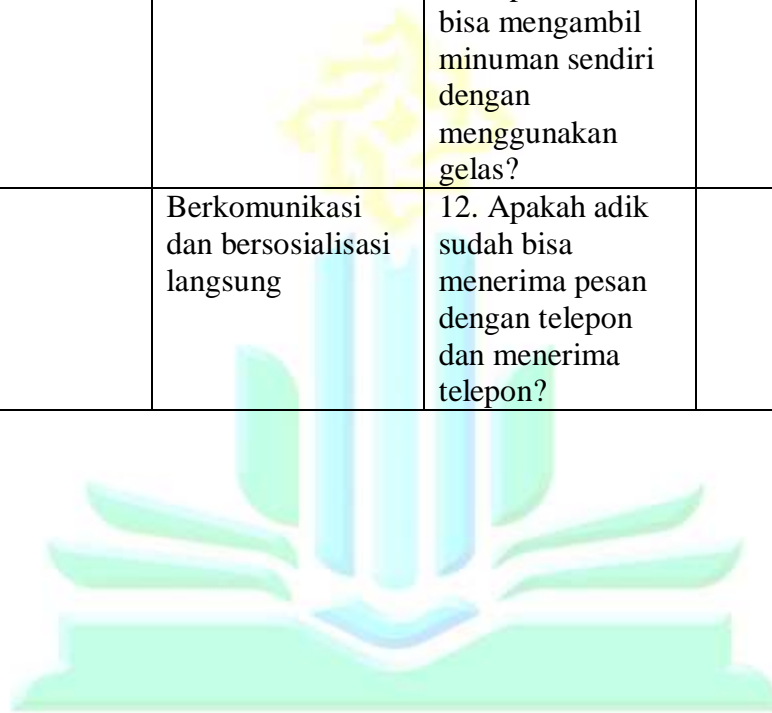 bisa mengambil
minuman sendiri
dengan
menggunakan
gelas?
Berkomunikasi
dan bersosialisasi
langsung
12. Apakah adik
sudah bisa
menerima pesan
dengan telepon
dan menerima
telepon?